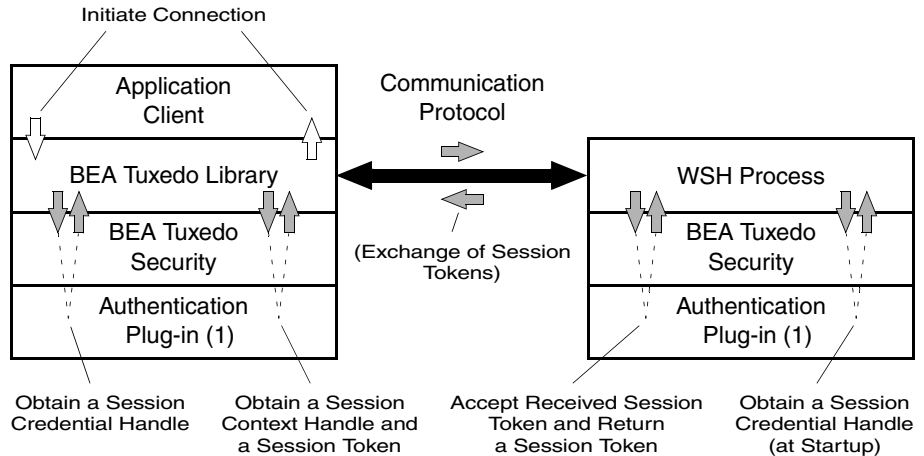 Initiate Connection
Application
Client
BEA Tuxedo Library
BEA Tuxedo
Security
Authentication
Plug-in (1)
Communication
Protocol
(Exchange of Session
Tokens)
WSH Process
BEA Tuxedo
Security
Authentication
Plug-in (1)
Obtain a Session
Credential Handle
Obtain a Session
Context Handle and
a Session Token
Accept Received Session
Token and Return
a Session Token
Obtain a Session
Credential Handle
(at Startup)